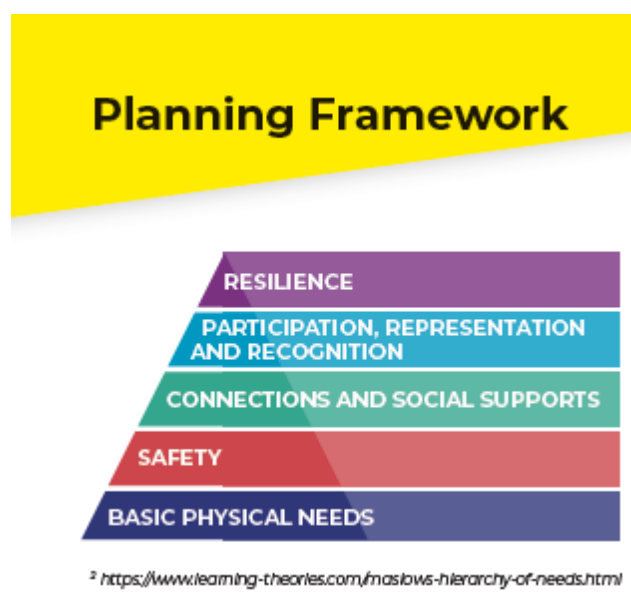 Planning Framework
RESILIENCE
PARTICIPATION, REPRESENTATION
AND RECOGNITION
CONNECTIONS AND SOCIAL SUPPORTS
SAFETY
BASIC PHYSICAL NEEDS
² https://www.learning-theories.com/maslows-hierarchy-of-needs.html